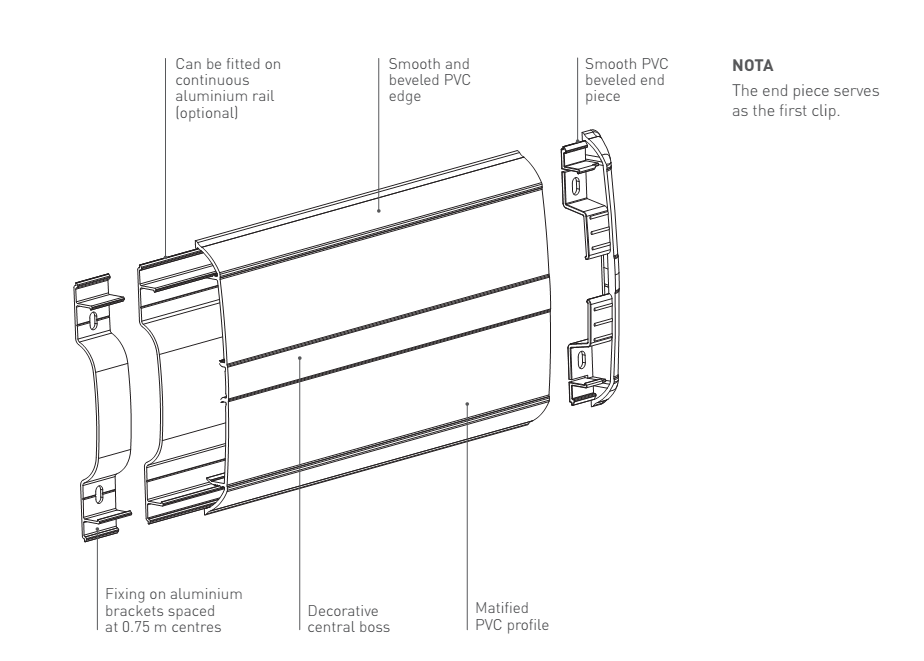 Can be fitted on
continuous
aluminium rail
(optional)
Smooth and
beveled PVC
edge
Smooth PVC
beveled end
piece
NOTA
The end piece serves
as the first clip.
Fixing on aluminium
brackets spaced
at 0.75 m centres
Decorative
central boss
Matified
PVC profile